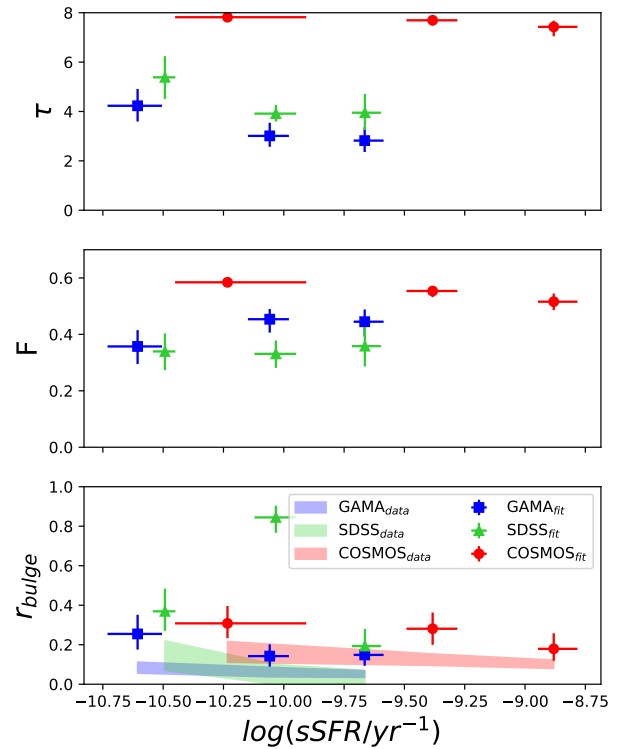 8
6
4
2
0
τ
0.6
0.4
0.2
0.0
F
1.0
0.8
0.6
0.4
0.2
0.0
r_bulge
GAMA_data
SDSS_data
COSMOS_data
GAMA_fit
SDSS_fit
COSMOS_fit
−10.75 −10.50 −10.25 −10.00 −9.75 −9.50 −9.25 −9.00 −8.75
log(sSFR/yr⁻¹)